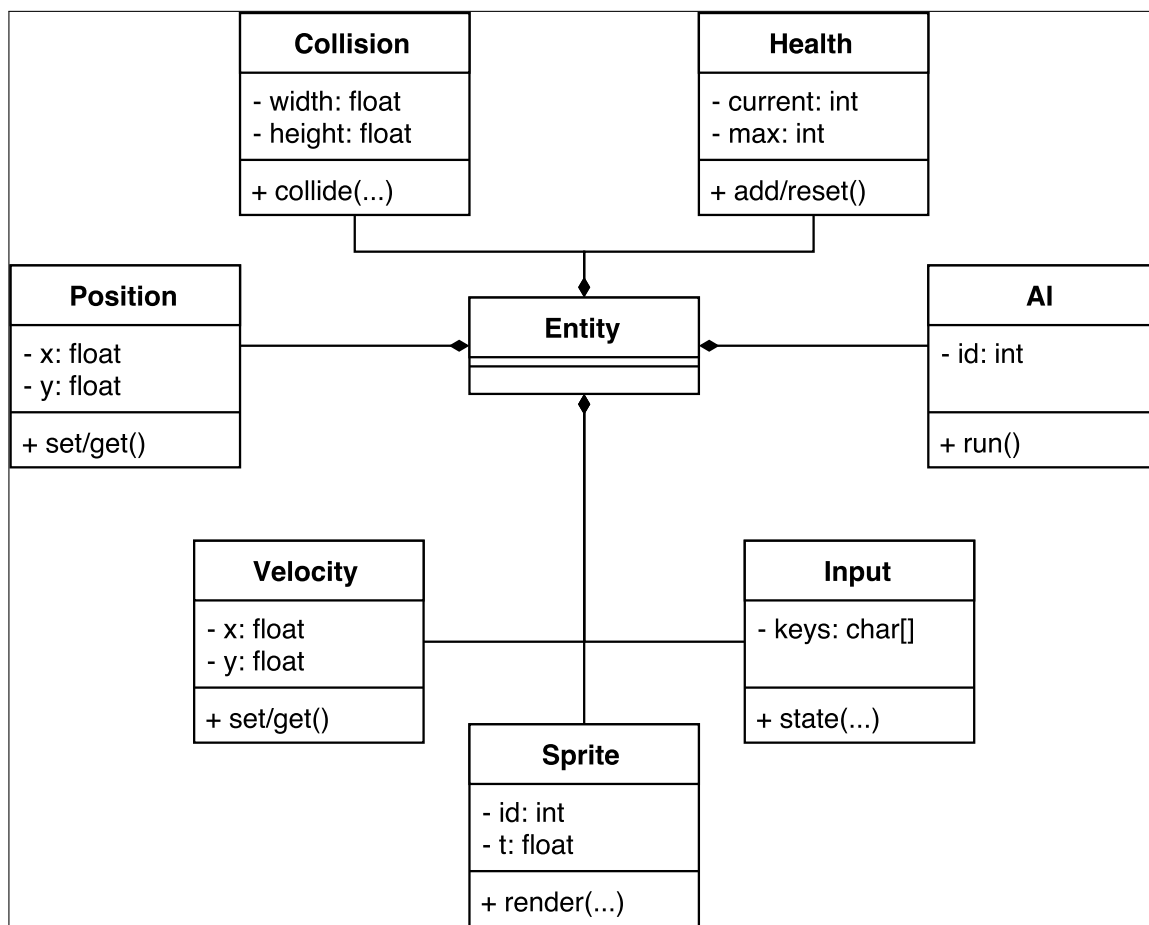 Collision
- width: float
- height: float
+ collide(...)
Health
- current: int
- max: int
+ add/reset()
Position
- x: float
- y: float
+ set/get()
Entity
AI
- id: int
+ run()
Velocity
- x: float
- y: float
+ set/get()
Input
- keys: char[]
+ state(...)
Sprite
- id: int
- t: float
+ render(...)